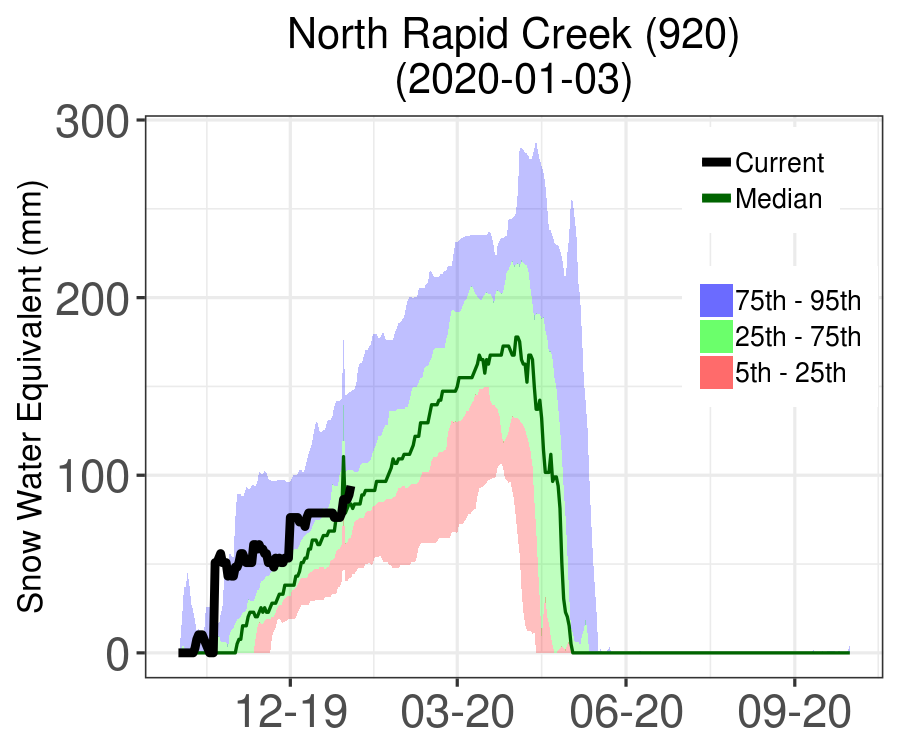 North Rapid Creek (920)
(2020-01-03)
Snow Water Equivalent (mm)
300
200
100
0
12-19
03-20
06-20
09-20
Current
Median
75th - 95th
25th - 75th
5th - 25th